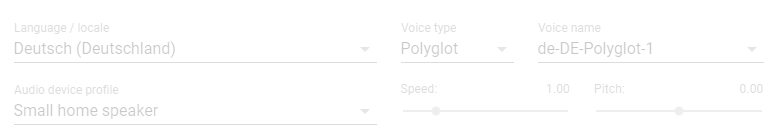 Language / locale Voice type Voice name
Deutsch (Deutschland) Polyglot de-DE-Polyglot-1
Audio device profile Speed: 1.00 Pitch: 0.00
Small home speaker